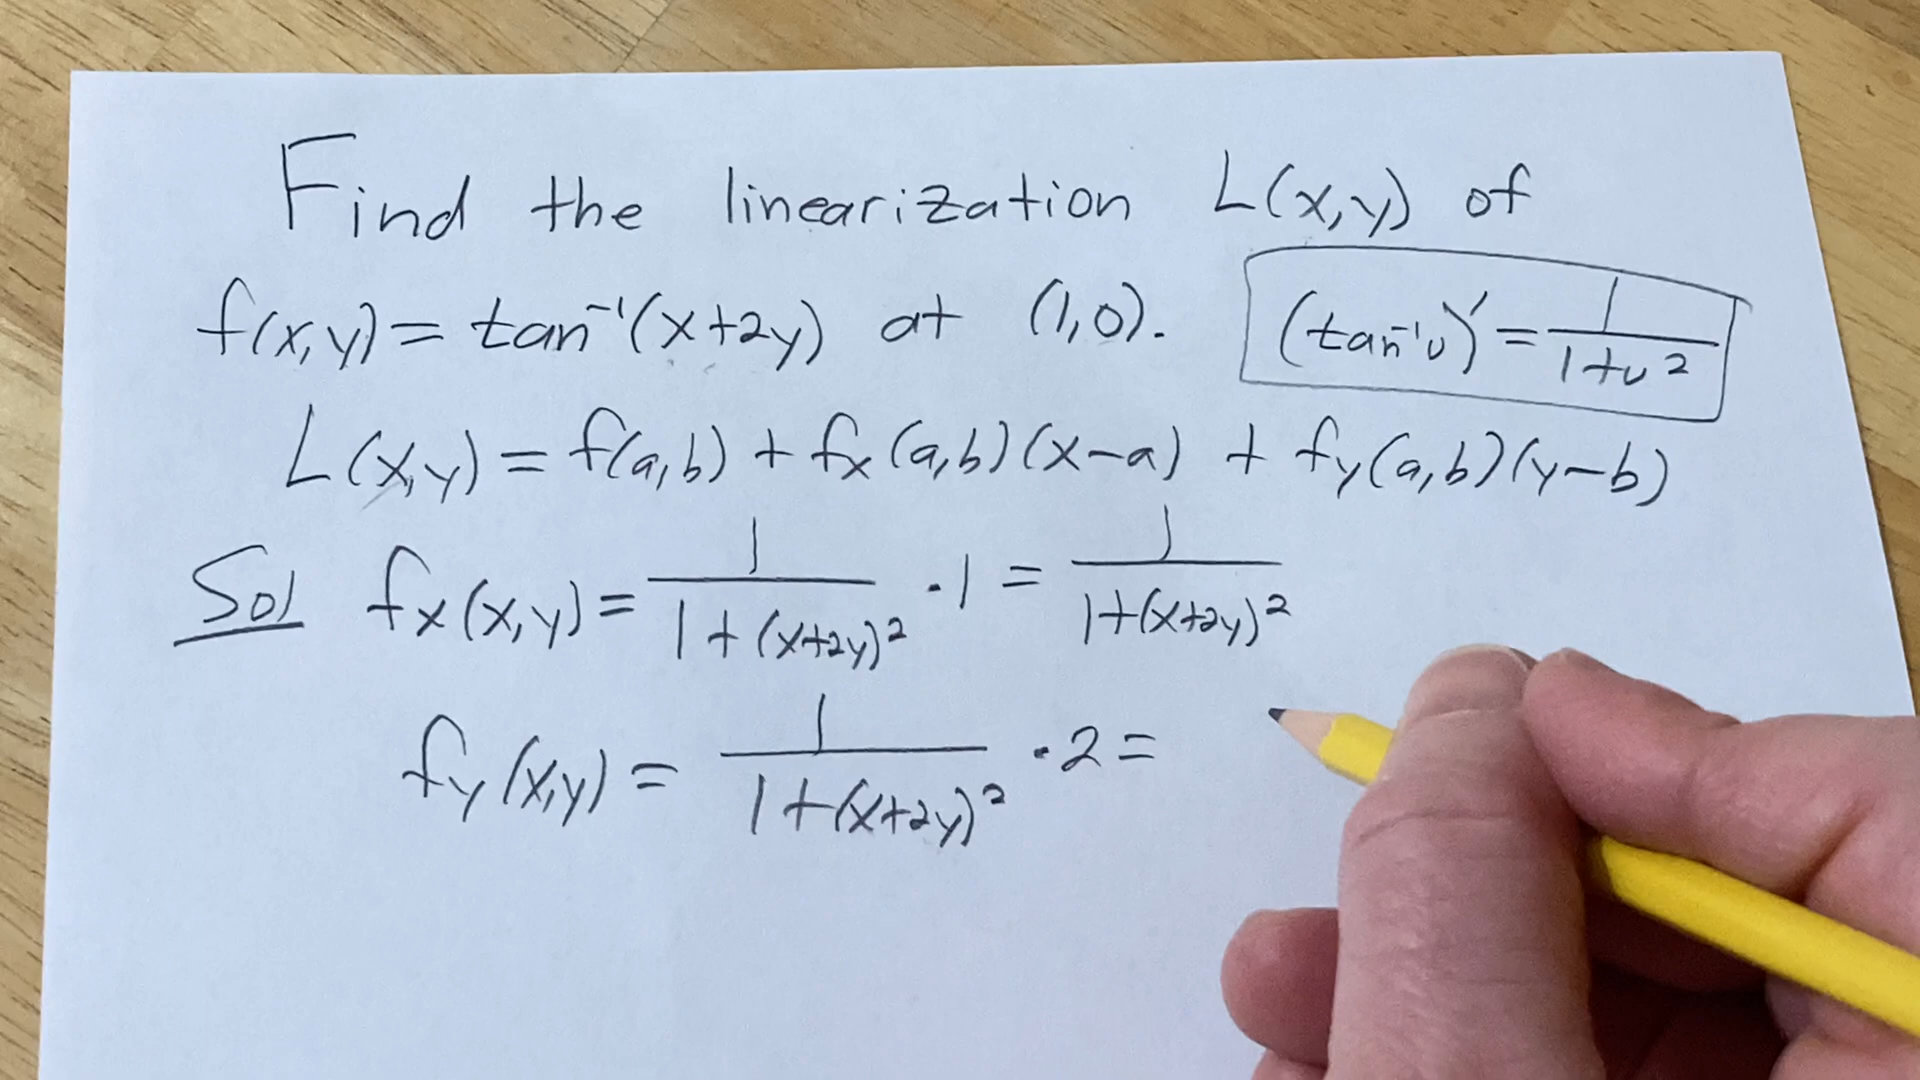 Find the linearization L(x,y) of
f(x,y) = tan⁻¹(x+2y) at (1,0).
(tan⁻¹u)' = 1/(1+u²)
L(x,y) = f(a,b) + fx(a,b)(x-a) + fy(a,b)(y-b)
Sol fx(x,y) = 1/(1+(x+2y)²) · 1 = 1/(1+(x+2y)²)
fy(x,y) = 1/(1+(x+2y)²) · 2 =